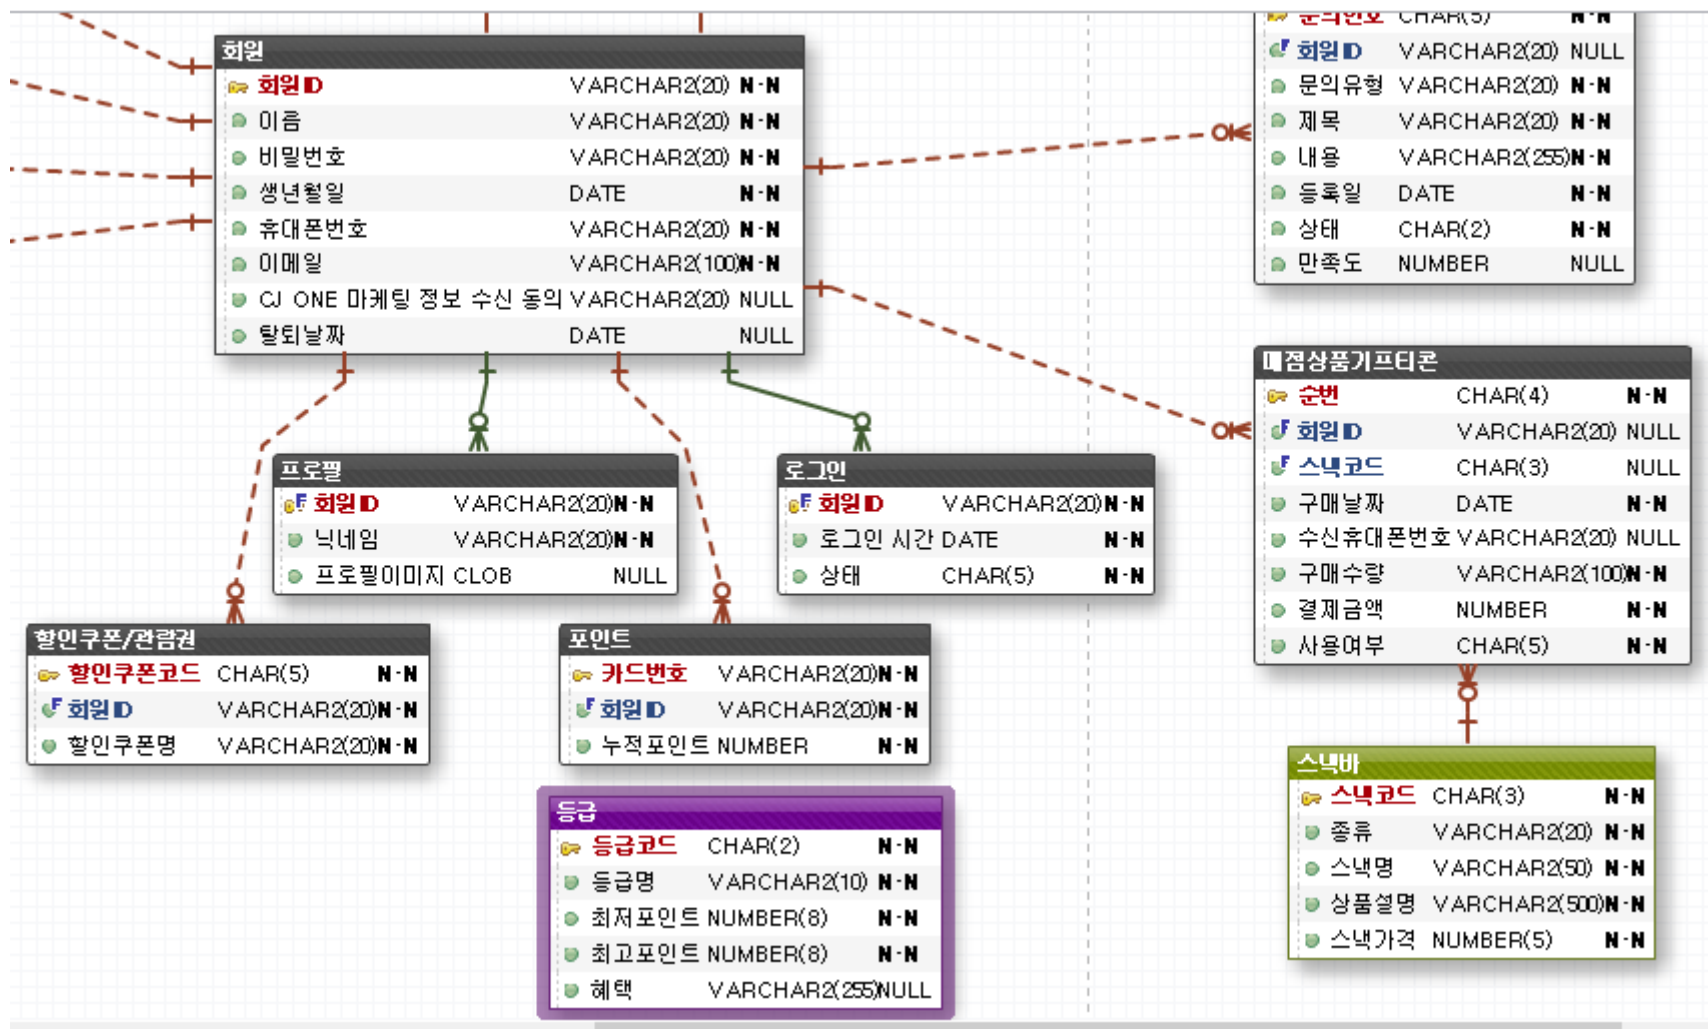 회원
회원ID VARCHAR2(20) N-N
이름 VARCHAR2(20) N-N
비밀번호 VARCHAR2(20) N-N
생년월일 DATE N-N
휴대폰번호 VARCHAR2(20) N-N
이메일 VARCHAR2(100) N-N
CJ ONE 마케팅 정보 수신 동의 VARCHAR2(20) NULL
탈퇴날짜 DATE NULL
문의번호 CHAR(5) N-N
회원ID VARCHAR2(20) NULL
문의유형 VARCHAR2(20) N-N
제목 VARCHAR2(20) N-N
내용 VARCHAR2(255) N-N
등록일 DATE N-N
상태 CHAR(2) N-N
만족도 NUMBER NULL
매점상품기프티콘
순번 CHAR(4) N-N
회원ID VARCHAR2(20) NULL
스낵코드 CHAR(3) NULL
구매날짜 DATE N-N
수신휴대폰번호 VARCHAR2(20) NULL
구매수량 VARCHAR2(100) N-N
결제금액 NUMBER N-N
사용여부 CHAR(5) N-N
프로필
회원ID VARCHAR2(20) N-N
닉네임 VARCHAR2(20) N-N
프로필이미지 CLOB NULL
로그인
회원ID VARCHAR2(20) N-N
로그인 시간 DATE N-N
상태 CHAR(5) N-N
할인쿠폰/관람권
할인쿠폰코드 CHAR(5) N-N
회원ID VARCHAR2(20) N-N
할인쿠폰명 VARCHAR2(20) N-N
포인트
카드번호 VARCHAR2(20) N-N
회원ID VARCHAR2(20) N-N
누적포인트 NUMBER N-N
등급
등급코드 CHAR(2) N-N
등급명 VARCHAR2(10) N-N
최저포인트 NUMBER(8) N-N
최고포인트 NUMBER(8) N-N
혜택 VARCHAR2(255) NULL
스낵바
스낵코드 CHAR(3) N-N
종류 VARCHAR2(20) N-N
스낵명 VARCHAR2(50) N-N
상품설명 VARCHAR2(500) N-N
스낵가격 NUMBER(5) N-N